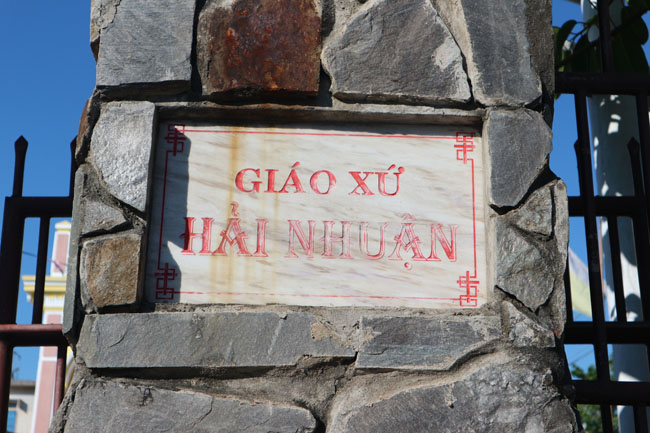 GIÁO XỨ
HẢI NHUẬN